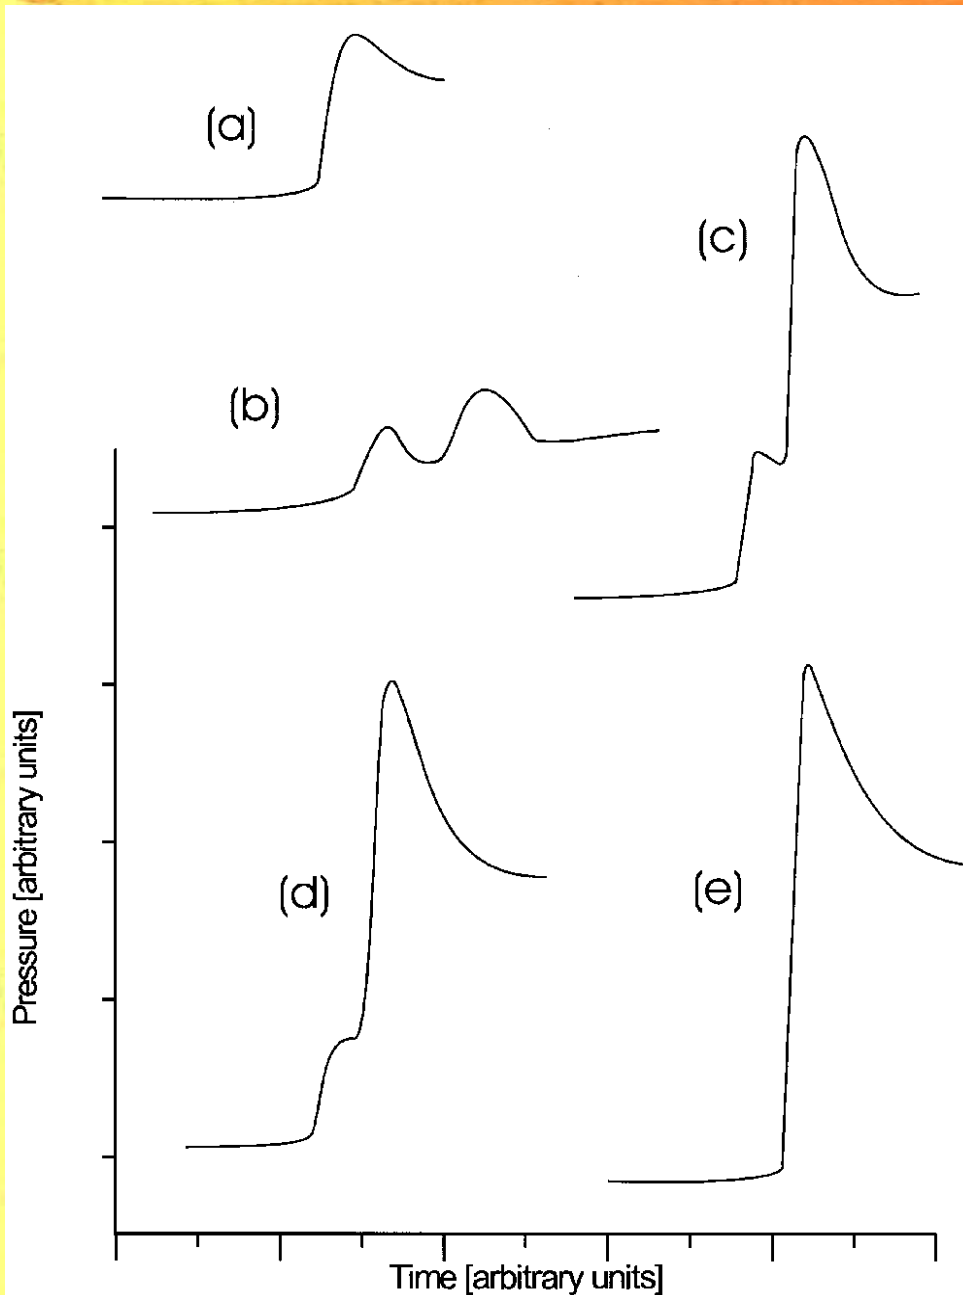 (a)
(c)
(b)
(d)
(e)
Pressure [arbitrary units]
Time [arbitrary units]